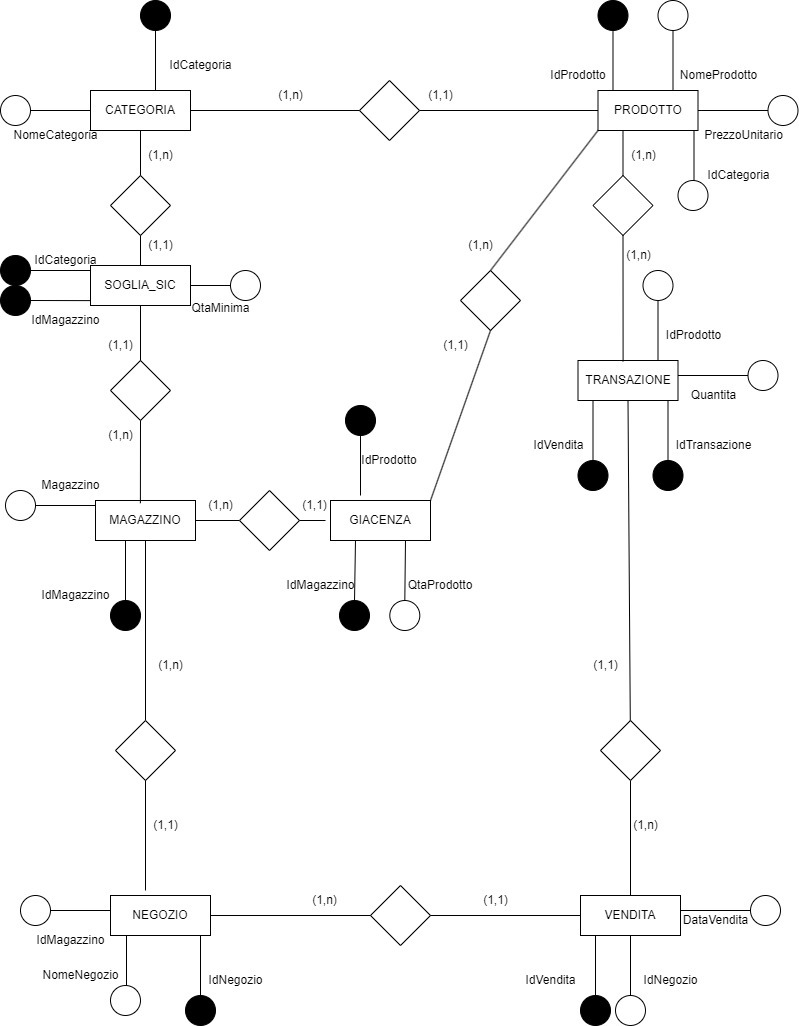 IdCategoria
IdProdotto
NomeProdotto
CATEGORIA
(1,n)
(1,1)
PRODOTTO
NomeCategoria
PrezzoUnitario
(1,n)
(1,n)
IdCategoria
(1,1)
(1,n)
(1,n)
IdCategoria
SOGLIA_SIC
QtaMinima
IdMagazzino
IdProdotto
(1,1)
(1,1)
TRANSAZIONE
Quantita
(1,n)
IdVendita
IdTransazione
IdProdotto
Magazzino
(1,n)
(1,1)
MAGAZZINO
GIACENZA
IdMagazzino
IdMagazzino
QtaProdotto
(1,n)
(1,1)
(1,1)
(1,n)
(1,n)
(1,1)
NEGOZIO
VENDITA
DataVendita
IdMagazzino
NomeNegozio
IdNegozio
IdVendita
IdNegozio